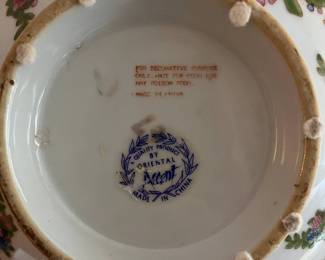 FOR DECORATIVE PURPOSE
ONLY. NOT FOR FOOD USE
MAY POISON FOOD.
MADE IN CHINA
QUALITY PRODUCT
BY
ORIENTAL
Accent
MADE IN CHINA